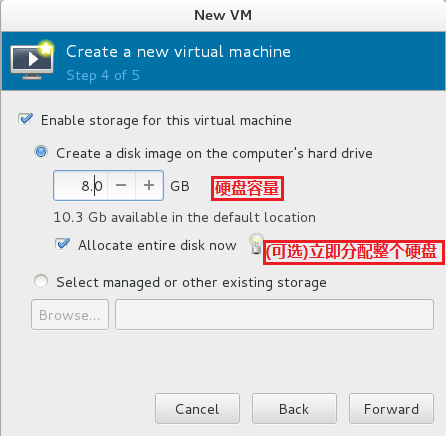 New VM
Create a new virtual machine
Step 4 of 5
Enable storage for this virtual machine
Create a disk image on the computer's hard drive
8.0 − + GB 硬盘容量
10.3 Gb available in the default location
Allocate entire disk now (可选)立即分配整个硬盘
Select managed or other existing storage
Browse...
Cancel Back Forward